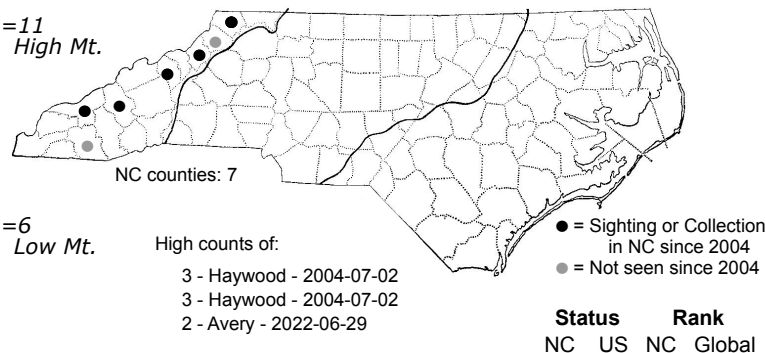 =11
High Mt.
NC counties: 7
=6
Low Mt.
High counts of:
3 - Haywood - 2004-07-02
3 - Haywood - 2004-07-02
2 - Avery - 2022-06-29
= Sighting or Collection
in NC since 2004
= Not seen since 2004
Status Rank
NC US NC Global